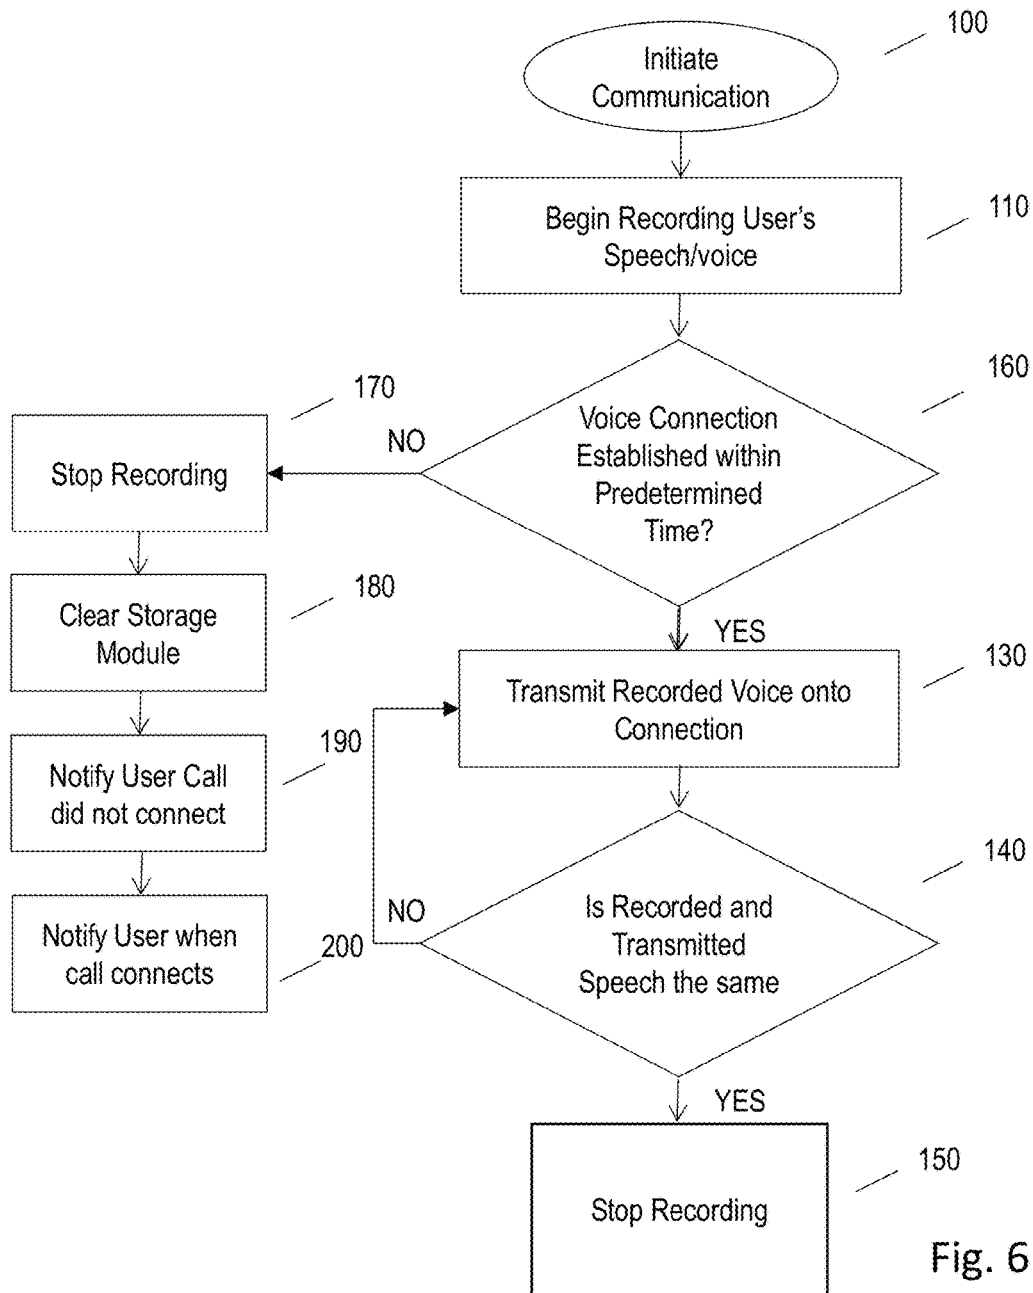 100
Initiate
Communication
110
Begin Recording User's
Speech/voice
160
Voice Connection
Established within
Predetermined
Time?
NO
170
Stop Recording
180
Clear Storage
Module
190
Notify User Call
did not connect
200
Notify User when
call connects
YES
130
Transmit Recorded Voice onto
Connection
140
Is Recorded and
Transmitted
Speech the same
NO
YES
150
Stop Recording
Fig. 6